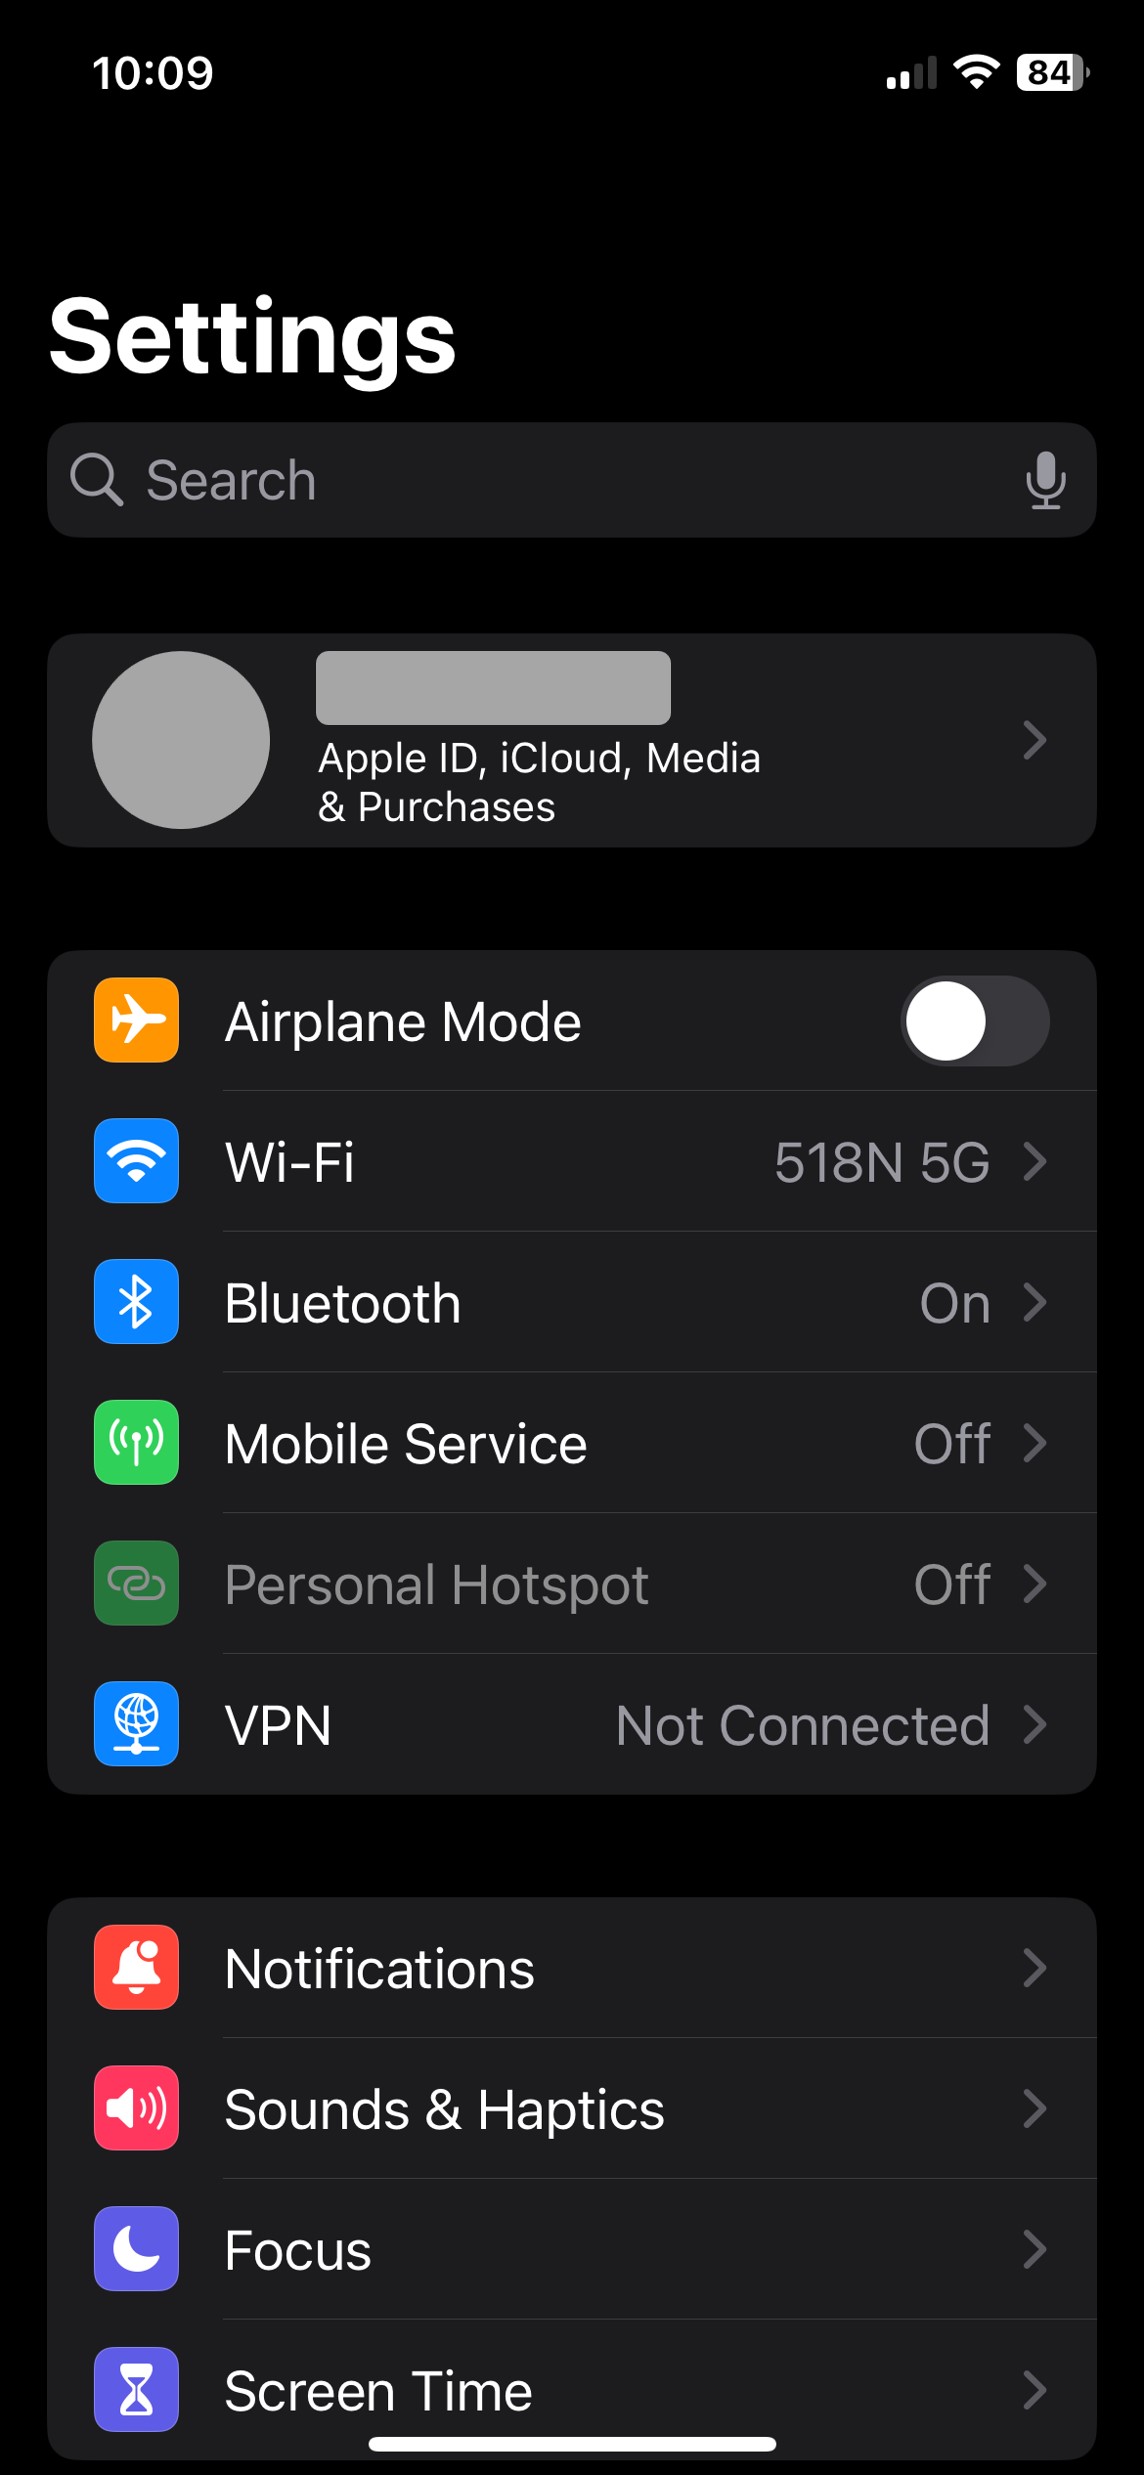 10:09
84
Settings
Search
Apple ID, iCloud, Media
& Purchases
Airplane Mode
Wi-Fi 518N 5G
Bluetooth On
Mobile Service Off
Personal Hotspot Off
VPN Not Connected
Notifications
Sounds & Haptics
Focus
Screen Time